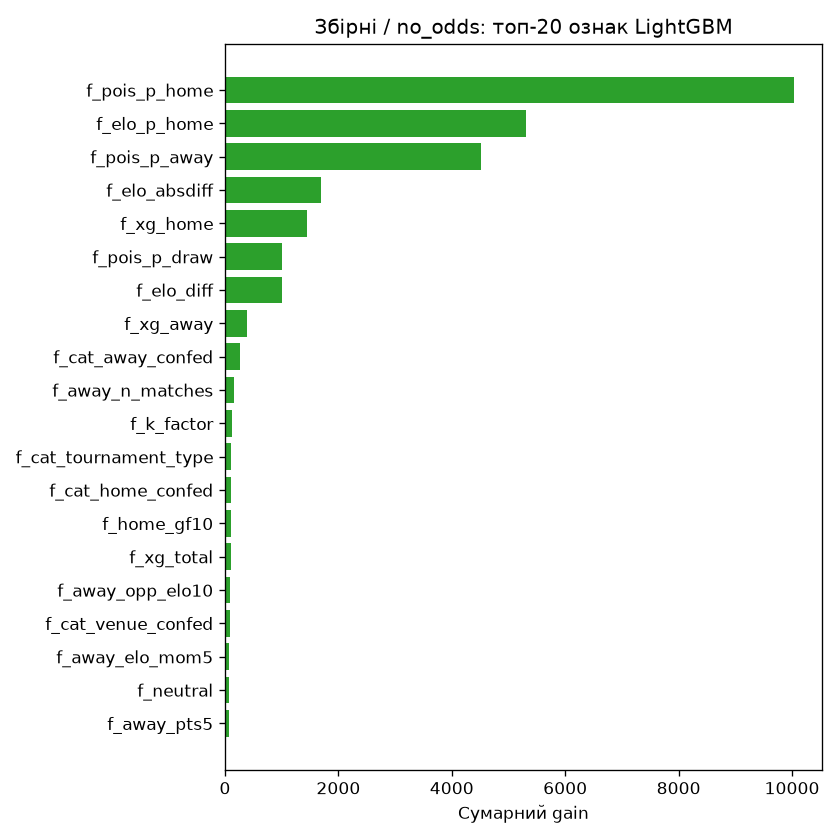 Збірні / no_odds: топ-20 ознак LightGBM
f_pois_p_home
f_elo_p_home
f_pois_p_away
f_elo_absdiff
f_xg_home
f_pois_p_draw
f_elo_diff
f_xg_away
f_cat_away_confed
f_away_n_matches
f_k_factor
f_cat_tournament_type
f_cat_home_confed
f_home_gf10
f_xg_total
f_away_opp_elo10
f_cat_venue_confed
f_away_elo_mom5
f_neutral
f_away_pts5
0 2000 4000 6000 8000 10000
Сумарний gain